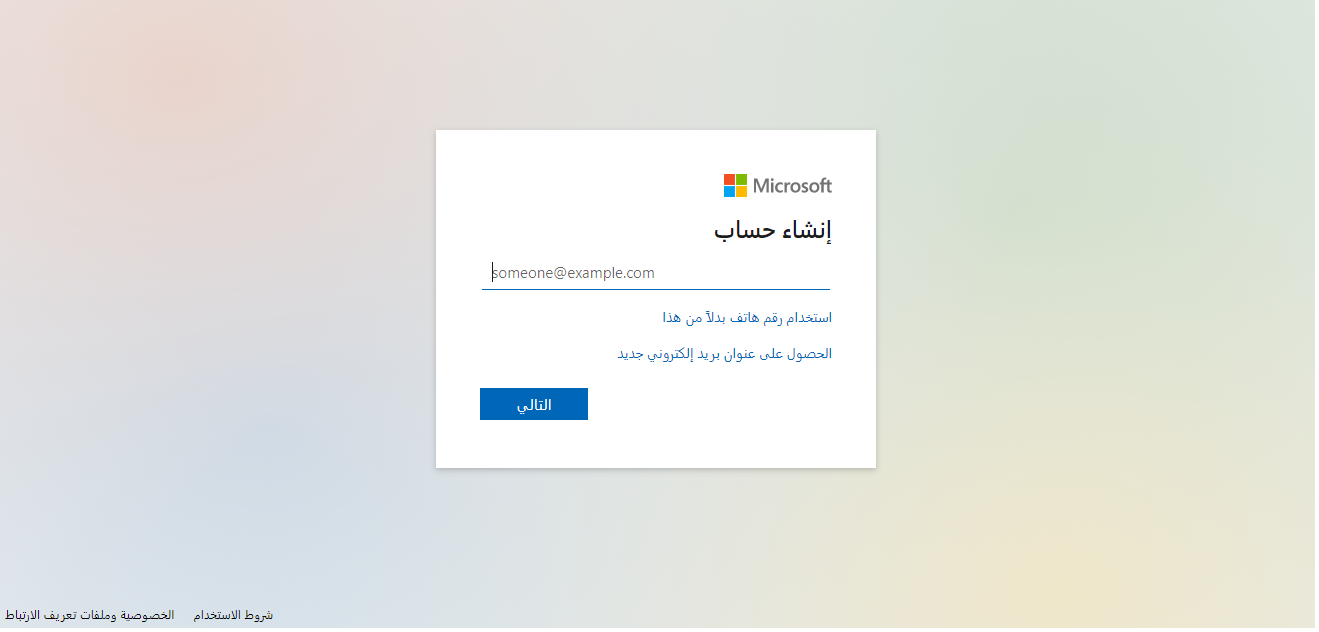 Microsoft
إنشاء حساب
someone@example.com
استخدام رقم هاتف بدلاً من هذا
الحصول على عنوان بريد إلكتروني جديد
التالي
شروط الاستخدام
الخصوصية وملفات تعريف الارتباط